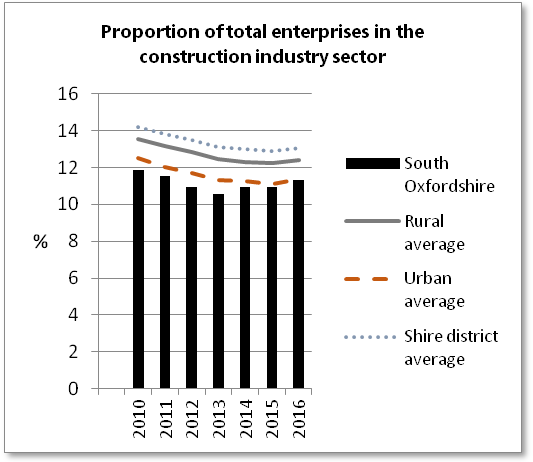 Proportion of total enterprises in the
construction industry sector
16
14
12
10
8
6
4
2
0
%
2010
2011
2012
2013
2014
2015
2016
South
Oxfordshire
Rural
average
Urban
average
Shire district
average